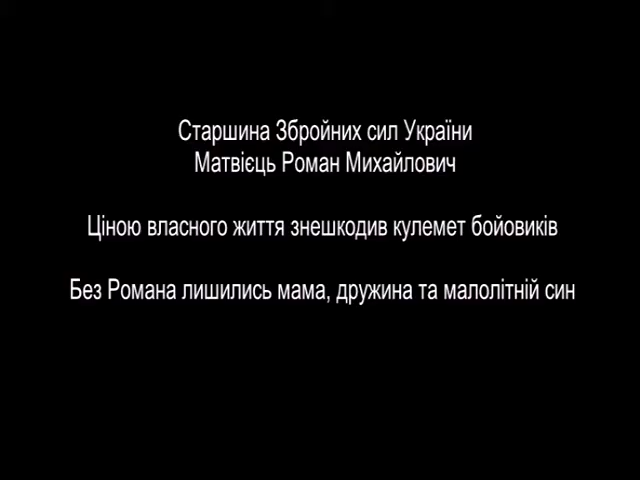 Старшина Збройних сил України
Матвієць Роман Михайлович
Ціною власного життя знешкодив кулемет бойовиків
Без Романа лишились мама, дружина та малолітній син